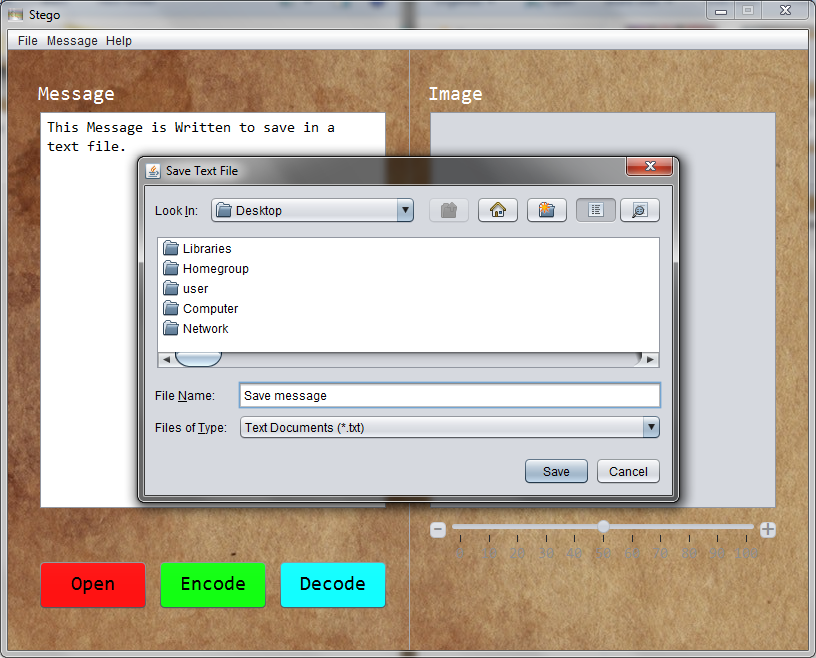 Stego
File Message Help
Message
Image
This Message is Written to save in a
text file.
Save Text File
Look In:
Desktop
Libraries
Homegroup
user
Computer
Network
File Name:
Save message
Files of Type:
Text Documents (*.txt)
Save
Cancel
0 10 20 30 40 50 60 70 80 90 100
Open
Encode
Decode